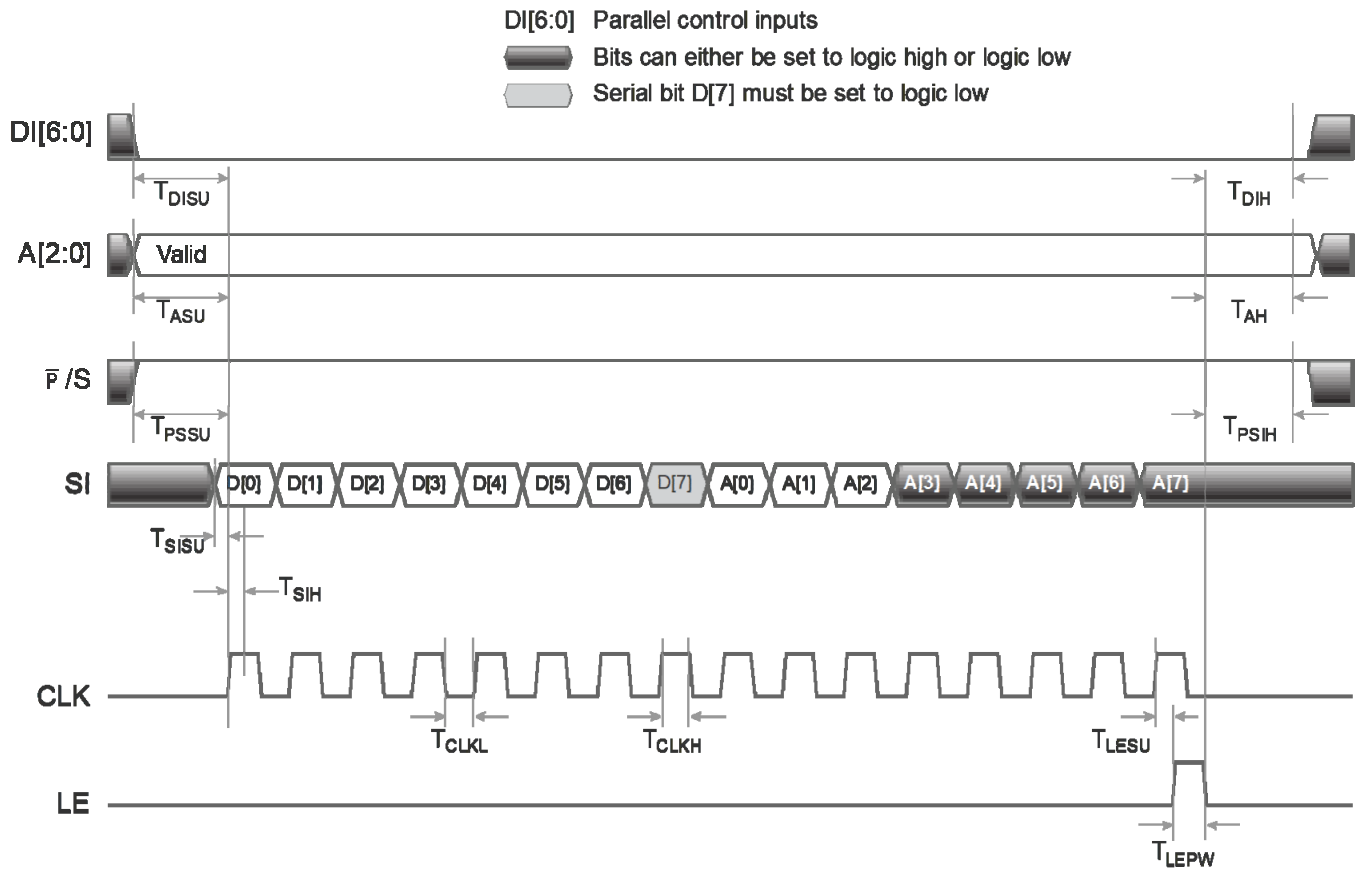 DI[6:0] Parallel control inputs
Bits can either be set to logic high or logic low
Serial bit D[7] must be set to logic low
DI[6:0]
TDISU TDIH
A[2:0] Valid
TASU TAH
P̅/S
TPSSU TPSIH
SI D[0] D[1] D[2] D[3] D[4] D[5] D[6] D[7] A[0] A[1] A[2] A[3] A[4] A[5] A[6] A[7]
TSISU
TSIH
CLK
TCLKL TCLKH TLESU
LE
TLEPW